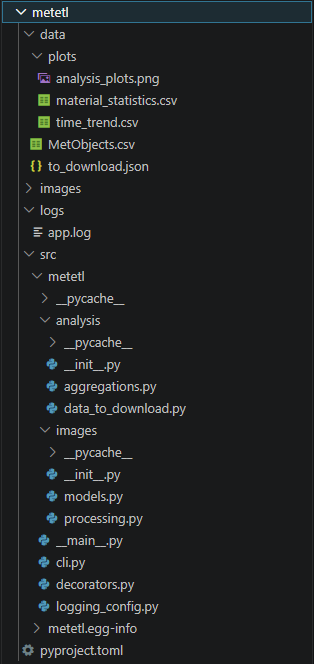 metetl
data
plots
analysis_plots.png
material_statistics.csv
time_trend.csv
MetObjects.csv
to_download.json
images
logs
app.log
src
metetl
__pycache__
analysis
__pycache__
__init__.py
aggregations.py
data_to_download.py
images
__pycache__
__init__.py
models.py
processing.py
__main__.py
cli.py
decorators.py
logging_config.py
metetl.egg-info
pyproject.toml